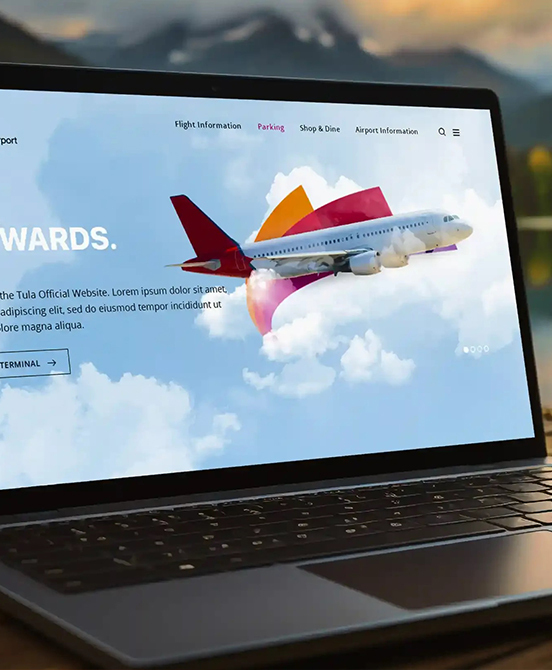 Flight Information Parking Shop & Dine Airport Information
port
WARDS.
the Tula Official Website. Lorem ipsum dolor sit amet,
adipiscing elit, sed do eiusmod tempor incididunt ut
lore magna aliqua.
TERMINAL →